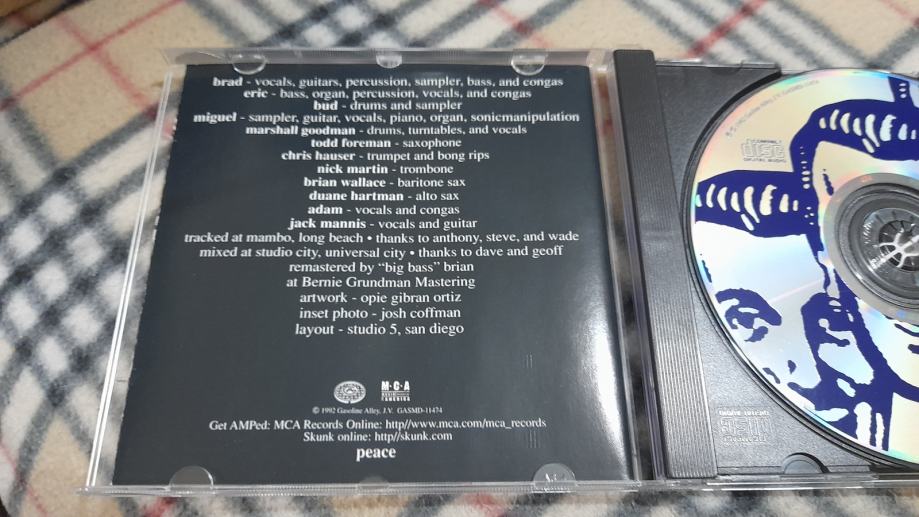 brad - vocals, guitars, percussion, sampler, bass, and congas
eric - bass, organ, percussion, vocals, and congas
bud - drums and sampler
miguel - sampler, guitar, vocals, piano, organ, sonicmanipulation
marshall goodman - drums, turntables, and vocals
todd foreman - saxophone
chris hauser - trumpet and bong rips
nick martin - trombone
brian wallace - baritone sax
duane hartman - alto sax
adam - vocals and congas
jack mannis - vocals and guitar
tracked at mambo, long beach • thanks to anthony, steve, and wade
mixed at studio city, universal city • thanks to dave and geoff
remastered by "big bass" brian
at Bernie Grundman Mastering
artwork - opie gibran ortiz
inset photo - josh coffman
layout - studio 5, san diego
M·C·A
© 1992 Gasoline Alley, J.V. GASMD-11474
Get AMPed: MCA Records Online: http//www.mca.com/mca_records
Skunk online: http//skunk.com
peace
COMPACT
disc
DIGITAL AUDIO